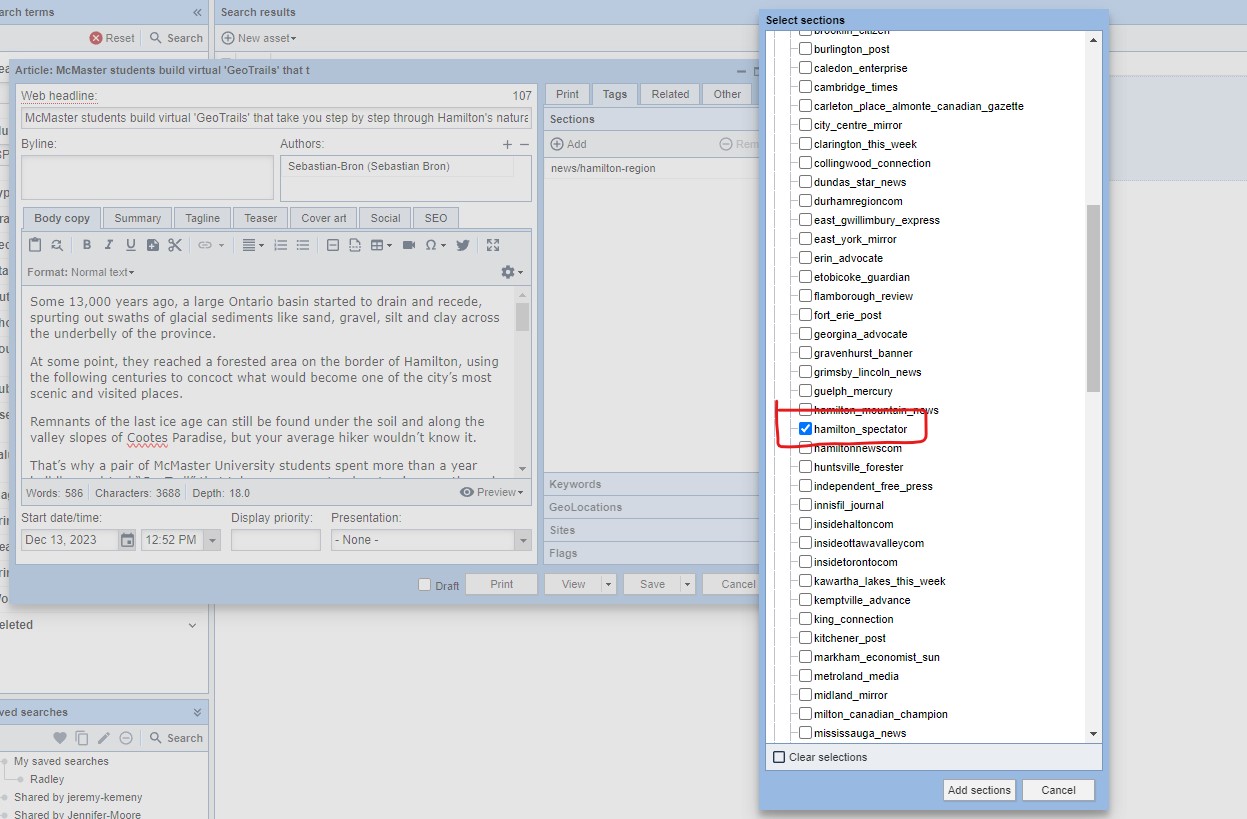 arch terms
Reset
Search
Search results
New asset
Article: McMaster students build virtual 'GeoTrails' that t
Web headline:
107
McMaster students build virtual 'GeoTrails' that take you step by step through Hamilton's natura
Byline:
Authors:
Sebastian-Bron (Sebastian Bron)
Body copy
Summary
Tagline
Teaser
Cover art
Social
SEO
B I U
Format: Normal text
Some 13,000 years ago, a large Ontario basin started to drain and recede,
spurting out swaths of glacial sediments like sand, gravel, silt and clay across
the underbelly of the province.
At some point, they reached a forested area on the border of Hamilton, using
the following centuries to concoct what would become one of the city's most
scenic and visited places.
Remnants of the last ice age can still be found under the soil and along the
valley slopes of Cootes Paradise, but your average hiker wouldn't know it.
That's why a pair of McMaster University students spent more than a year
Words: 586
Characters: 3688
Depth: 18.0
Preview
Start date/time:
Display priority:
Presentation:
Dec 13, 2023
12:52 PM
- None -
Draft
Print
View
Save
Cancel
Print
Tags
Related
Other
Sections
Add
Rem
news/hamilton-region
Keywords
GeoLocations
Sites
Flags
eleted
ved searches
Search
My saved searches
Radley
Shared by jeremy-kemeny
Shared by Jennifer-Moore
Select sections
brooklin_citizen
burlington_post
caledon_enterprise
cambridge_times
carleton_place_almonte_canadian_gazette
city_centre_mirror
clarington_this_week
collingwood_connection
dundas_star_news
durhamregioncom
east_gwillimbury_express
east_york_mirror
erin_advocate
etobicoke_guardian
flamborough_review
fort_erie_post
georgina_advocate
gravenhurst_banner
grimsby_lincoln_news
guelph_mercury
hamilton_mountain_news
hamilton_spectator
hamiltonnewscom
huntsville_forester
independent_free_press
innisfil_journal
insidehaltoncom
insideottawavalleycom
insidetorontocom
kawartha_lakes_this_week
kemptville_advance
king_connection
kitchener_post
markham_economist_sun
metroland_media
midland_mirror
milton_canadian_champion
mississauga_news
Clear selections
Add sections
Cancel